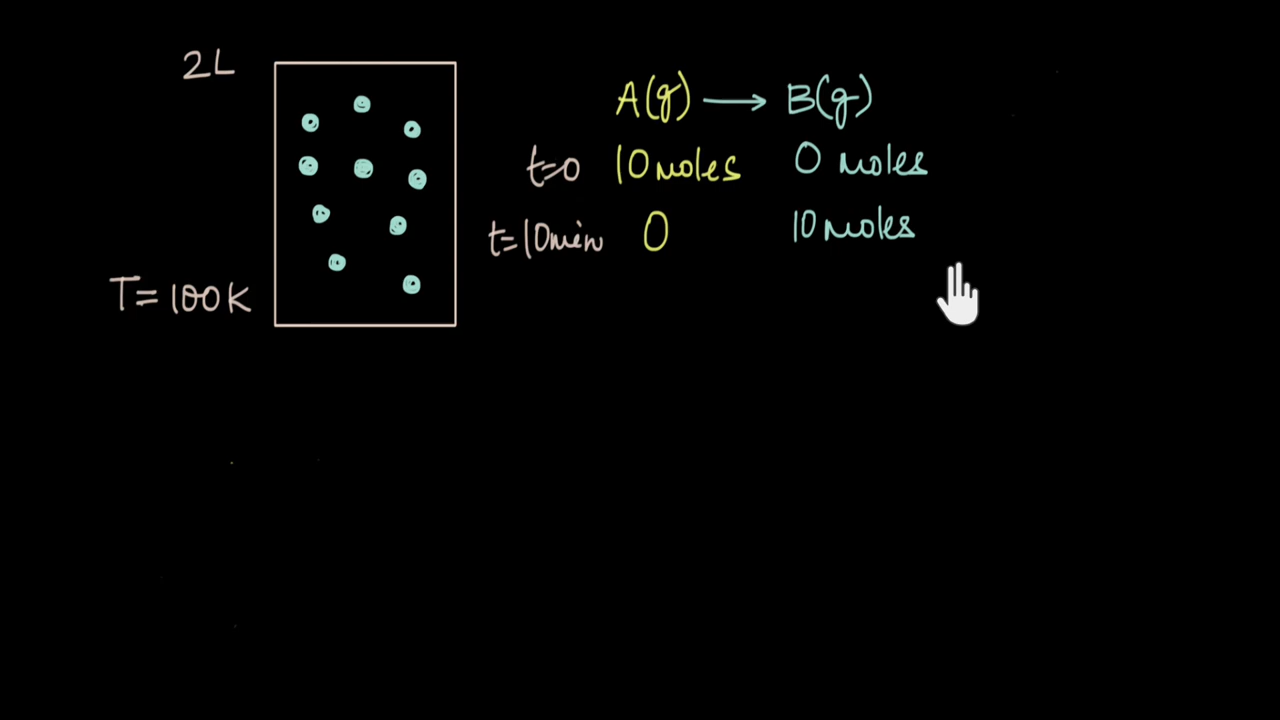 2L
A(g) → B(g)
t=0 10 moles 0 moles
t=10min 0 10 moles
T=100K